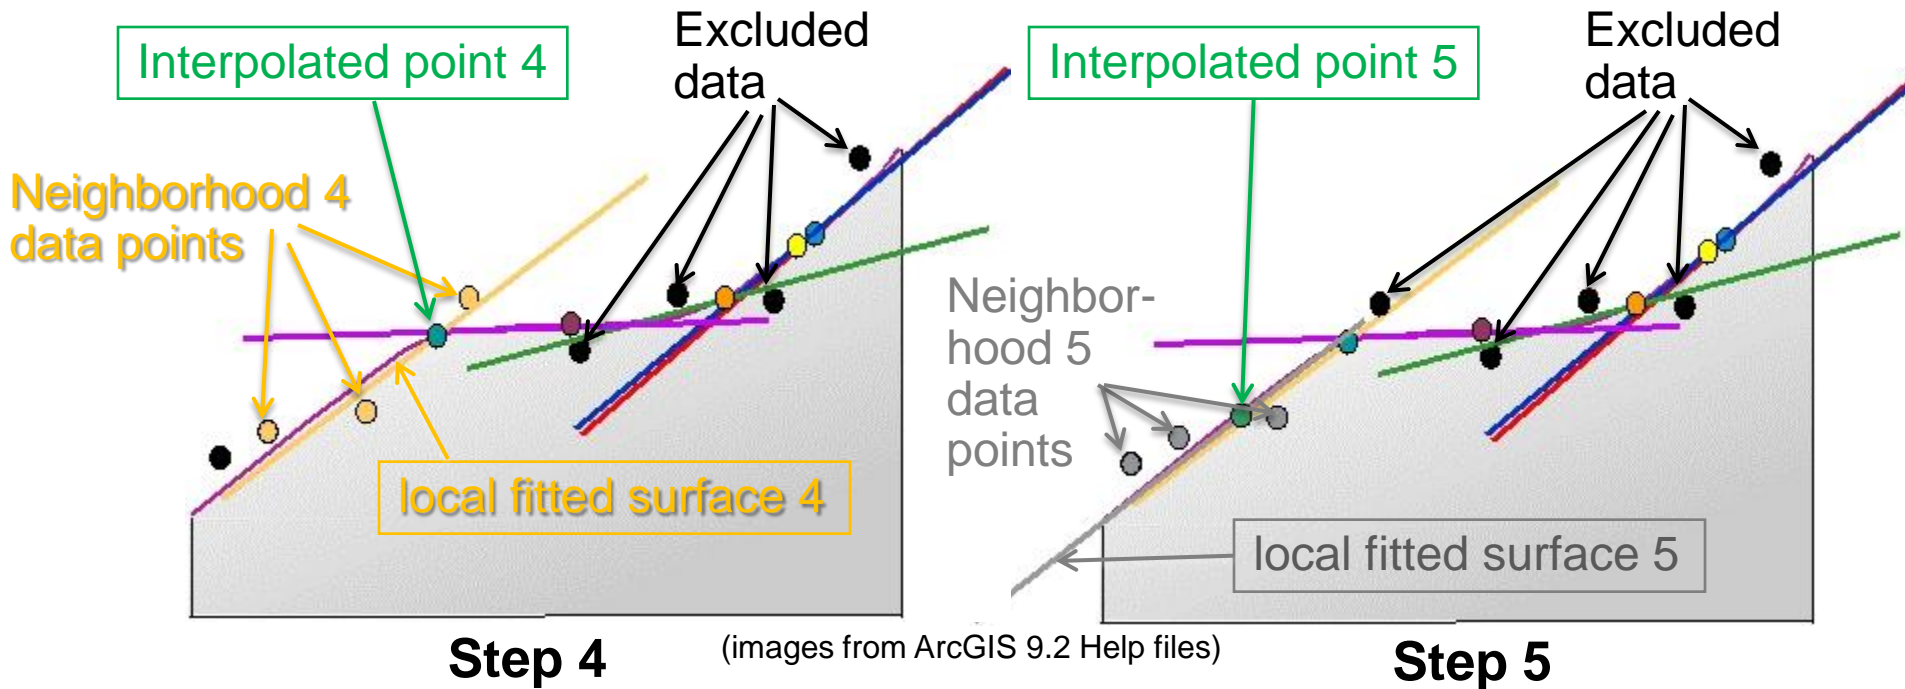 Interpolated point 4
Excluded
data
Neighborhood 4
data points
local fitted surface 4
Step 4
(images from ArcGIS 9.2 Help files)
Interpolated point 5
Excluded
data
Neighbor-
hood 5
data
points
local fitted surface 5
Step 5